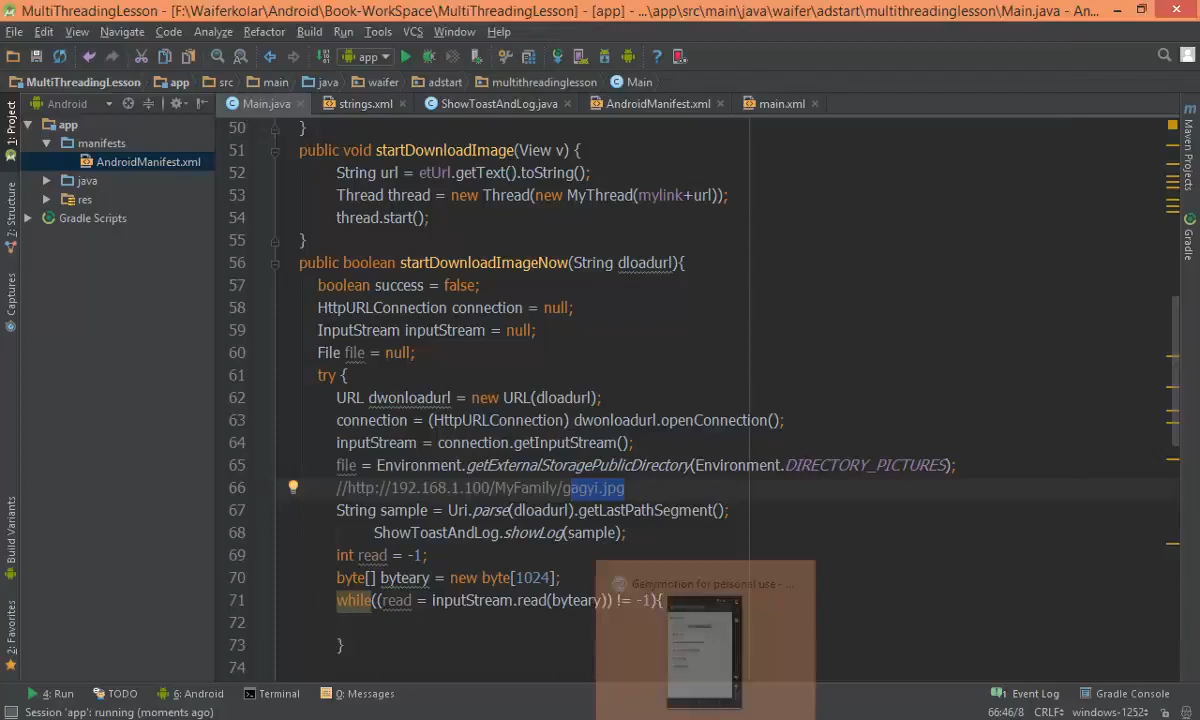 MultiThreadingLesson - [F:\Waiferkolar\Android\Book-WorkSpace\MultiThreadingLesson] - [app] - ...\app\src\main\java\waifer\adstart\multithreadinglesson\Main.java - An...
File Edit View Navigate Code Analyze Refactor Build Run Tools VCS Window Help
app
MultiThreadingLesson app src main java waifer adstart multithreadinglesson Main
Android Main.java strings.xml ShowToastAndLog.java AndroidManifest.xml main.xml
1: Project
Z: Structure
Captures
Build Variants
2: Favorites
app
manifests
AndroidManifest.xml
java
res
Gradle Scripts
50 }
51 public void startDownloadImage(View v) {
52 String url = etUrl.getText().toString();
53 Thread thread = new Thread(new MyThread(mylink+url));
54 thread.start();
55 }
56 public boolean startDownloadImageNow(String dloadurl){
57 boolean success = false;
58 HttpURLConnection connection = null;
59 InputStream inputStream = null;
60 File file = null;
61 try {
62 URL dwonloadurl = new URL(dloadurl);
63 connection = (HttpURLConnection) dwonloadurl.openConnection();
64 inputStream = connection.getInputStream();
65 file = Environment.getExternalStoragePublicDirectory(Environment.DIRECTORY_PICTURES);
66 //http://192.168.1.100/MyFamily/gagyi.jpg
67 String sample = Uri.parse(dloadurl).getLastPathSegment();
68 ShowToastAndLog.showLog(sample);
69 int read = -1;
70 byte[] byteary = new byte[1024];
71 while((read = inputStream.read(byteary)) != -1){
72
73 }
74
Genymotion for personal use - ...
Maven Projects
Gradle
4: Run TODO 6: Android Terminal 0: Messages Event Log Gradle Console
Session 'app': running (moments ago) 66:46/8 CRLF windows-1252